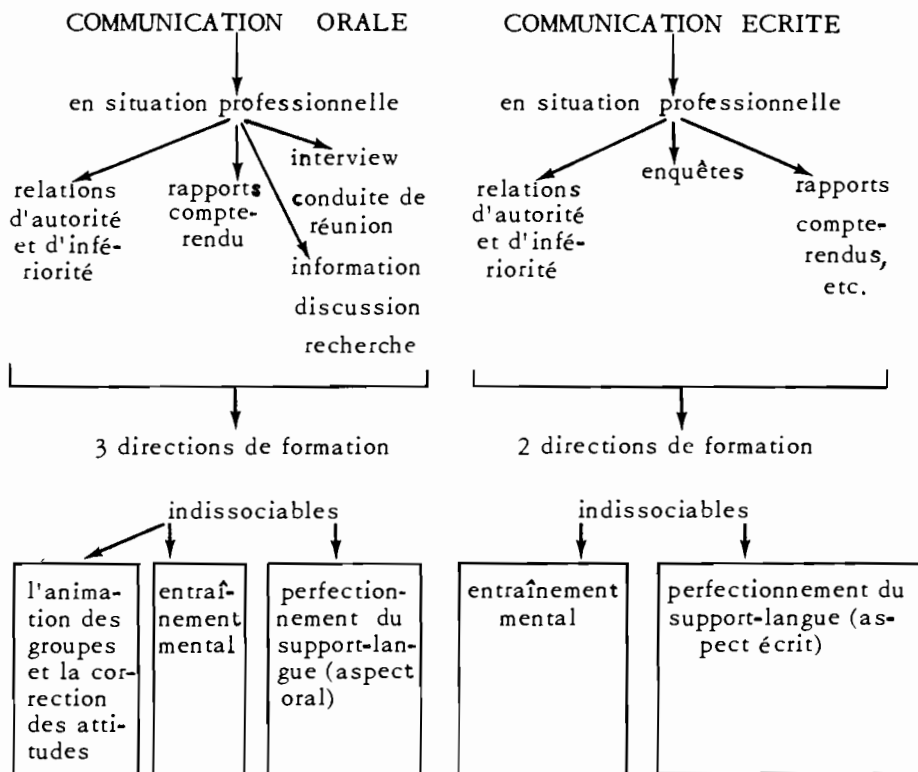 COMMUNICATION ORALE
en situation professionnelle
relations
d'autorité
et d'infé-
riorité
rapports
compte-
rendu
interview
conduite de
réunion
information
discussion
recherche
3 directions de formation
indissociables
l'anima-
tion des
groupes
et la cor-
rection
des atti-
tudes
entraî-
nement
mental
perfection-
nement du
support-lan-
gue (aspect
oral)
COMMUNICATION ECRITE
en situation professionnelle
relations
d'autorité
et d'infé-
riorité
enquêtes
rapports
compte-
rendus,
etc.
2 directions de formation
indissociables
entraînement
mental
perfectionnement du
support-langue (as-
pect écrit)